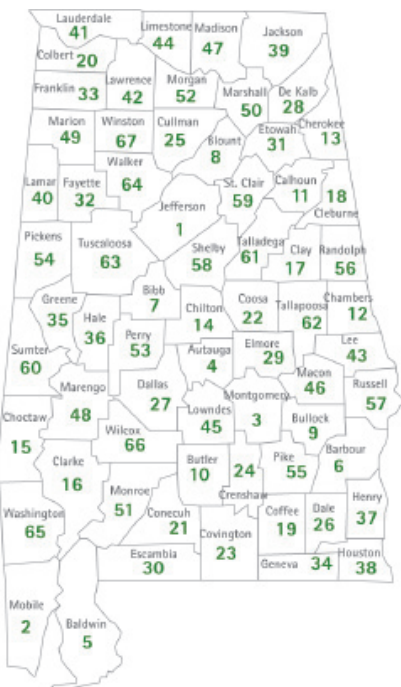 Lauderdale
41
Limestone
44
Madison
47
Jackson
39
Colbert 20
Franklin 33
Lawrence
42
Morgan
52
Marshall
50
De Kalb
28
Marion
49
Winston
67
Cullman
25
Blount
8
Etowah
31
Cherokee
13
Walker
64
Lamar
40
Fayette
32
Jefferson
1
St. Clair
59
Calhoun
11
18
Cleburne
Pickens
54
Tuscaloosa
63
Shelby
58
Talladega
61
Clay
17
Randolph
56
Bibb
7
Greene
35
Hale
36
Perry
53
Chilton
14
Coosa
22
Tallapoosa
62
Chambers
12
Sumter
60
Autauga
4
Elmore
29
Lee
43
Macon
46
Russell
57
Marengo
48
Dallas
27
Lowndes
45
Montgomery
3
Bullock
9
Choctaw
15
Wilcox
66
Clarke
16
Butler
10
24
Crenshaw
Pike
55
Barbour
6
Monroe
51
Conecuh
21
Covington
23
Coffee
19
Dale
26
Henry
37
Washington
65
Escambia
30
Geneva 34
Houston
38
Mobile
2
Baldwin
5